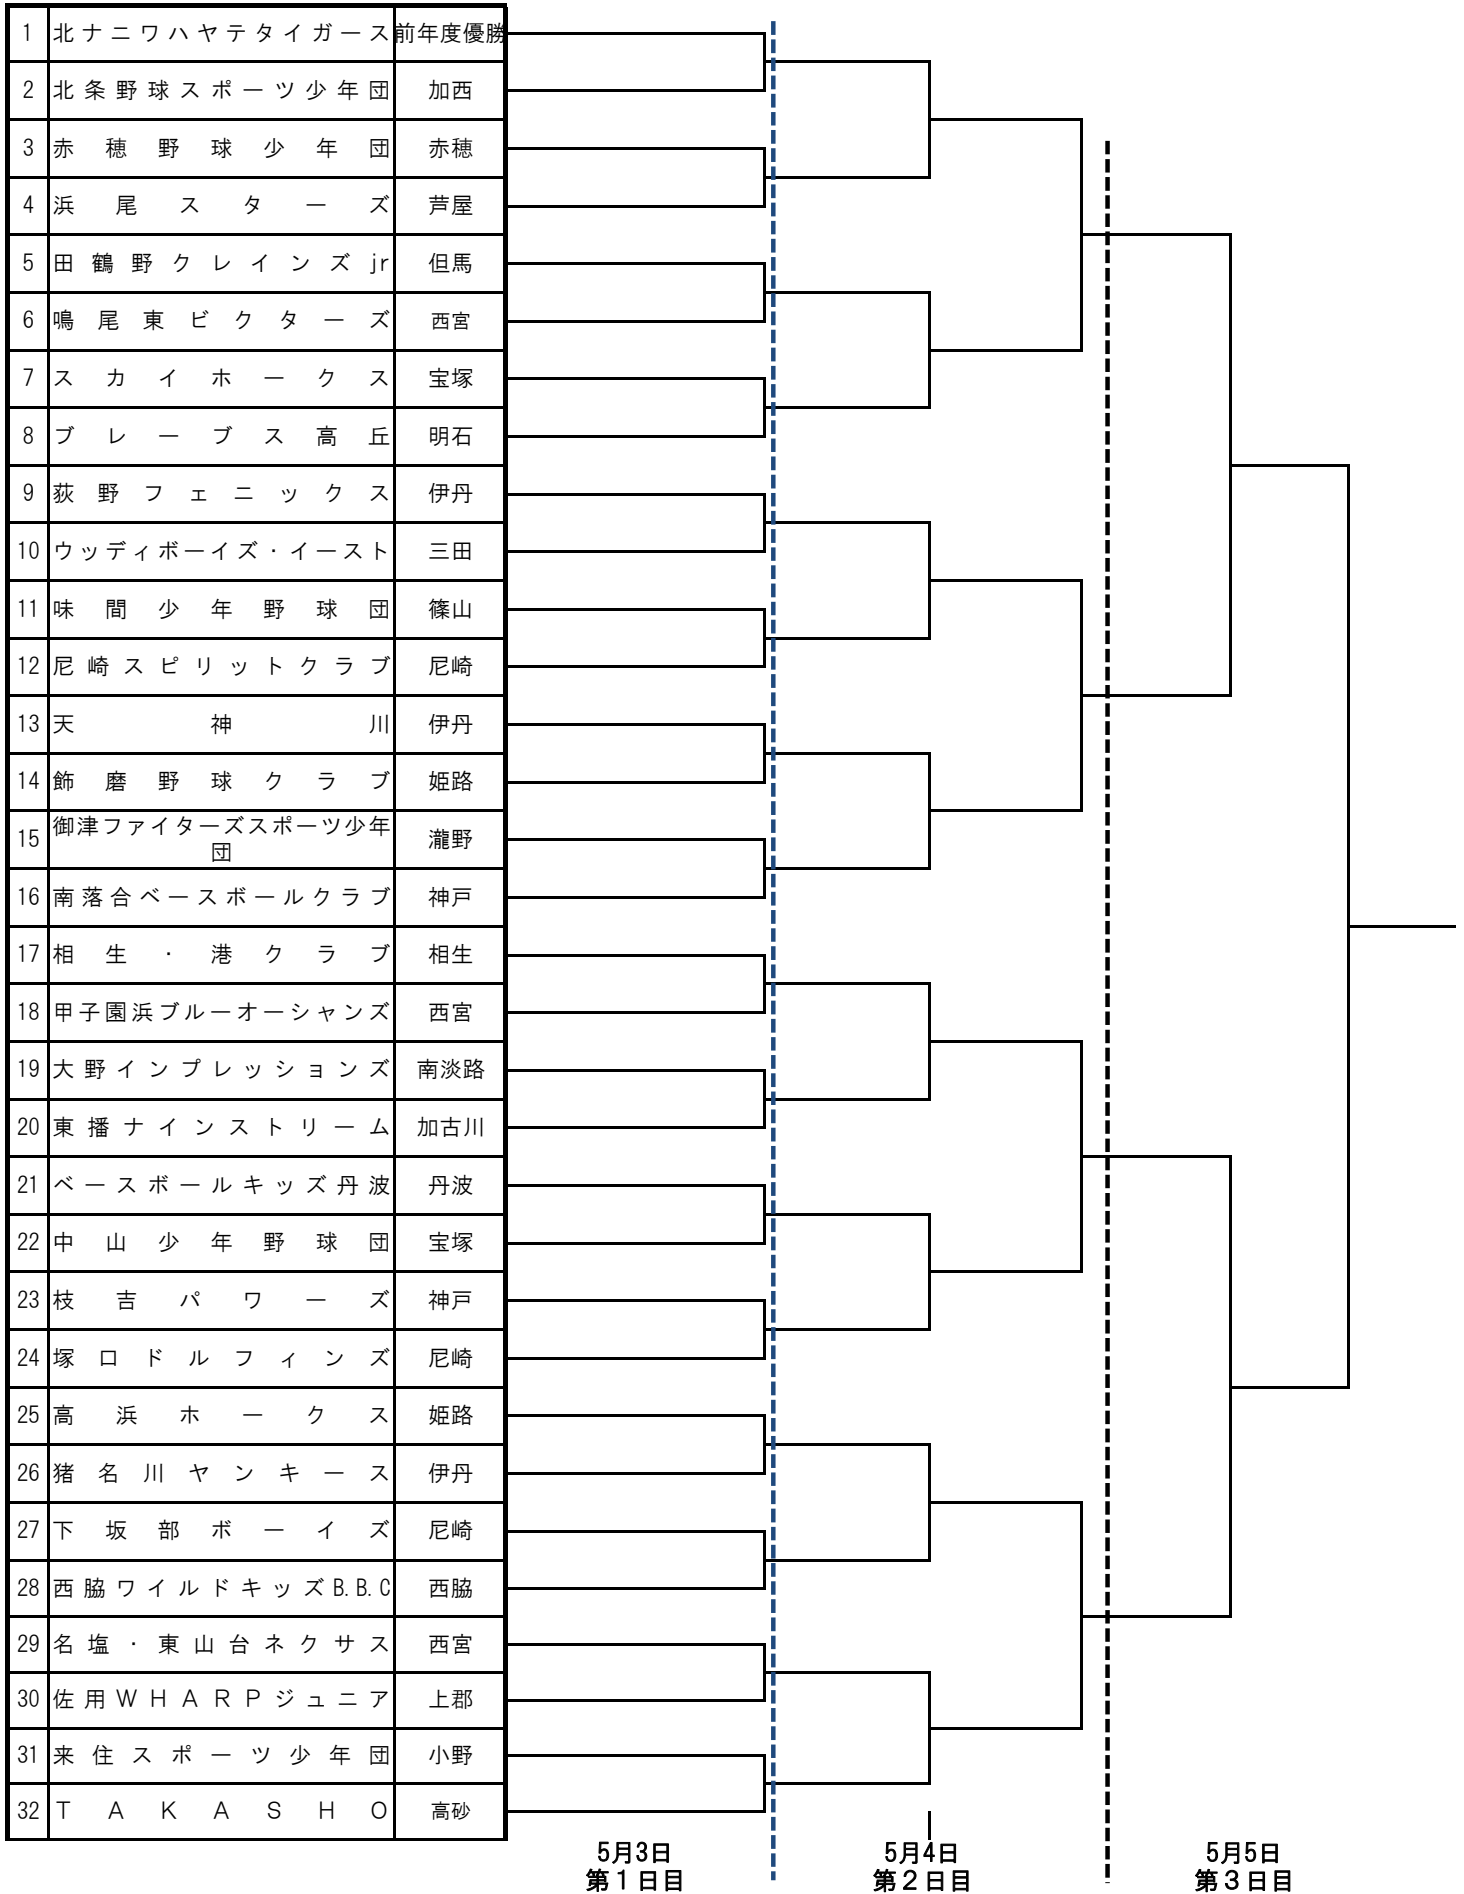 1 北ナニワハヤテタイガース 前年度優勝
2 北条野球スポーツ少年団 加西
3 赤穂野球少年団 赤穂
4 浜尾スターズ 芦屋
5 田鶴野クレインズjr 但馬
6 鳴尾東ビクターズ 西宮
7 スカイホークス 宝塚
8 ブレーブス高丘 明石
9 荻野フェニックス 伊丹
10 ウッディボーイズ・イースト 三田
11 味間少年野球団 篠山
12 尼崎スピリットクラブ 尼崎
13 天神川 伊丹
14 飾磨野球クラブ 姫路
15 御津ファイターズスポーツ少年
団 瀧野
16 南落合ベースボールクラブ 神戸
17 相生・港クラブ 相生
18 甲子園浜ブルーオーシャンズ 西宮
19 大野インプレッションズ 南淡路
20 東播ナインストリーム 加古川
21 ベースボールキッズ丹波 丹波
22 中山少年野球団 宝塚
23 枝吉パワーズ 神戸
24 塚口ドルフィンズ 尼崎
25 高浜ホークス 姫路
26 猪名川ヤンキース 伊丹
27 下坂部ボーイズ 尼崎
28 西脇ワイルドキッズB.B.C 西脇
29 名塩・東山台ネクサス 西宮
30 佐用ＷＨＡＲＰジュニア 上郡
31 来住スポーツ少年団 小野
32 ＴＡＫＡＳＨＯ 高砂
5月3日 5月4日 5月5日
第１日目 第２日目 第３日目